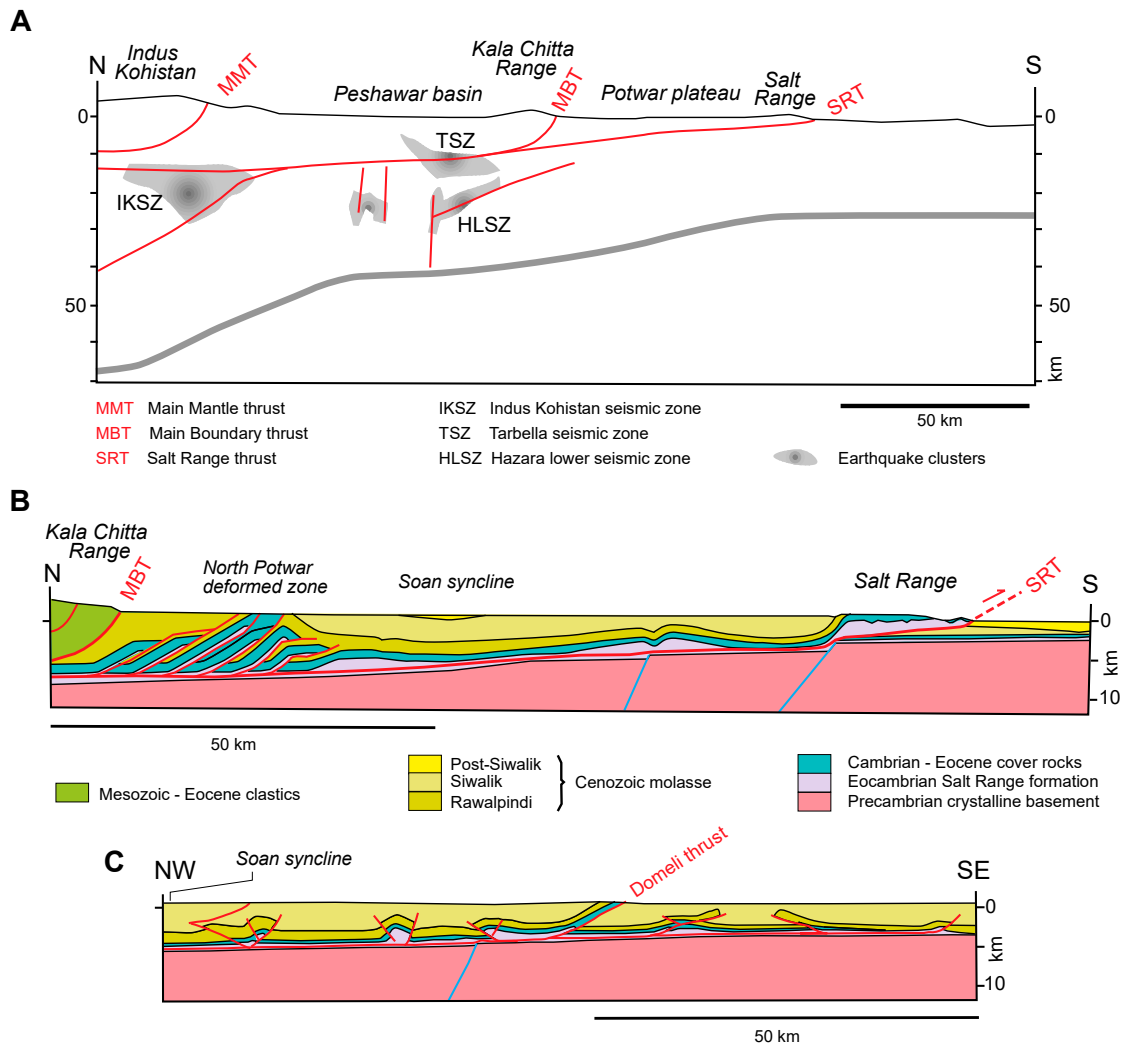 A
Indus
Kohistan
MMT
N
Peshawar basin
Kala Chitta
Range
MBT
Potwar plateau
Salt
Range
SRT
S
0
0
TSZ
IKSZ
HLSZ
50
50
km
MMT Main Mantle thrust
MBT Main Boundary thrust
SRT Salt Range thrust
IKSZ Indus Kohistan seismic zone
TSZ Tarbella seismic zone
HLSZ Hazara lower seismic zone
50 km
Earthquake clusters
B
Kala Chitta
Range
N
MBT
North Potwar
deformed zone
Soan syncline
Salt Range
SRT
S
0
km
10
50 km
Mesozoic - Eocene clastics
Post-Siwalik
Siwalik
Rawalpindi
Cenozoic molasse
Cambrian - Eocene cover rocks
Eocambrian Salt Range formation
Precambrian crystalline basement
C
NW
Soan syncline
Domeli thrust
SE
0
km
10
50 km